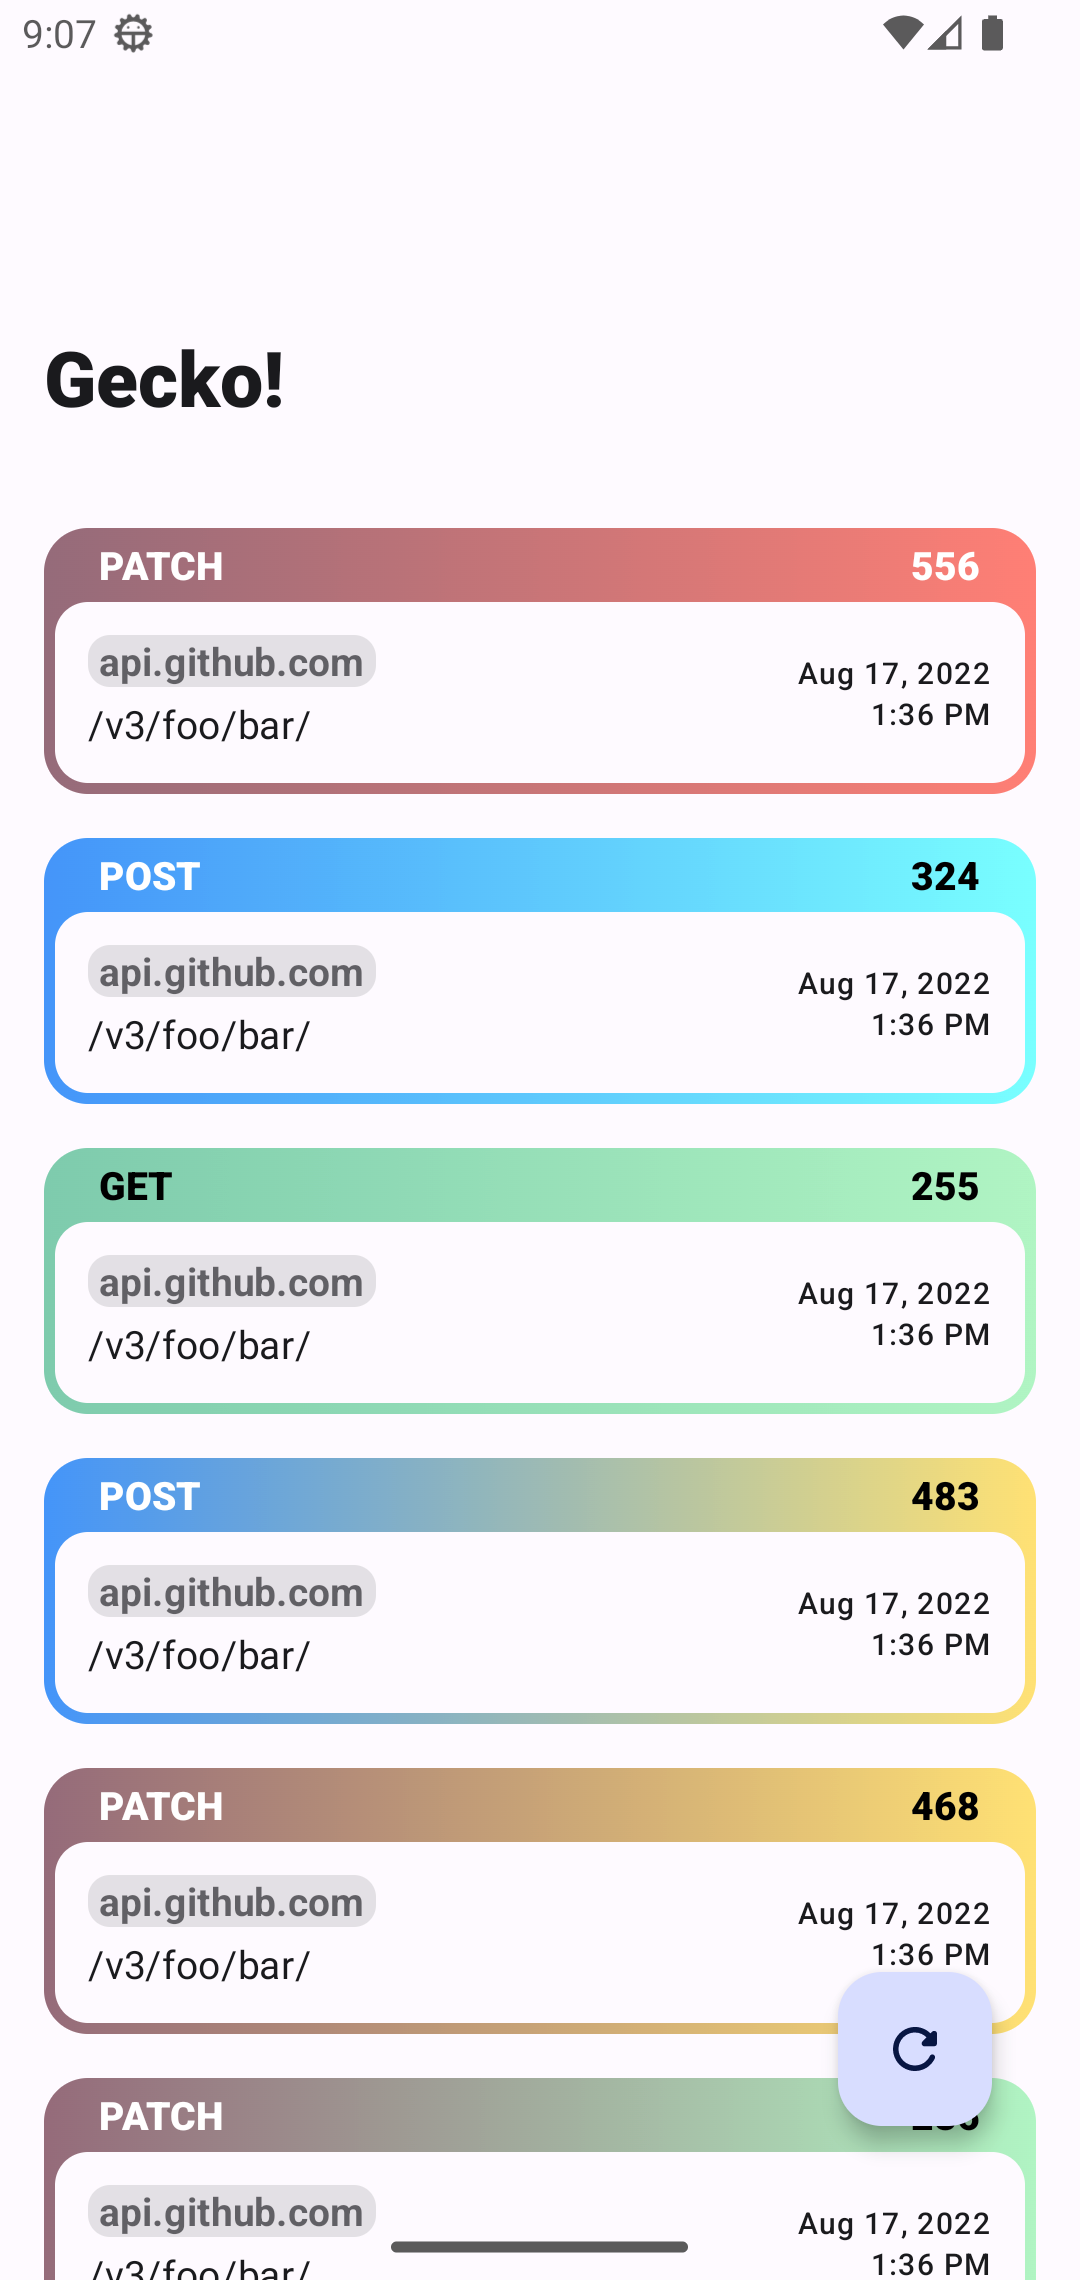 9:07
Gecko!
PATCH 556
api.github.com
Aug 17, 2022
/v3/foo/bar/
1:36 PM
POST 324
api.github.com
Aug 17, 2022
/v3/foo/bar/
1:36 PM
GET 255
api.github.com
Aug 17, 2022
/v3/foo/bar/
1:36 PM
POST 483
api.github.com
Aug 17, 2022
/v3/foo/bar/
1:36 PM
PATCH 468
api.github.com
Aug 17, 2022
/v3/foo/bar/
1:36 PM
PATCH
api.github.com
Aug 17, 2022
/v3/foo/bar/
1:36 PM